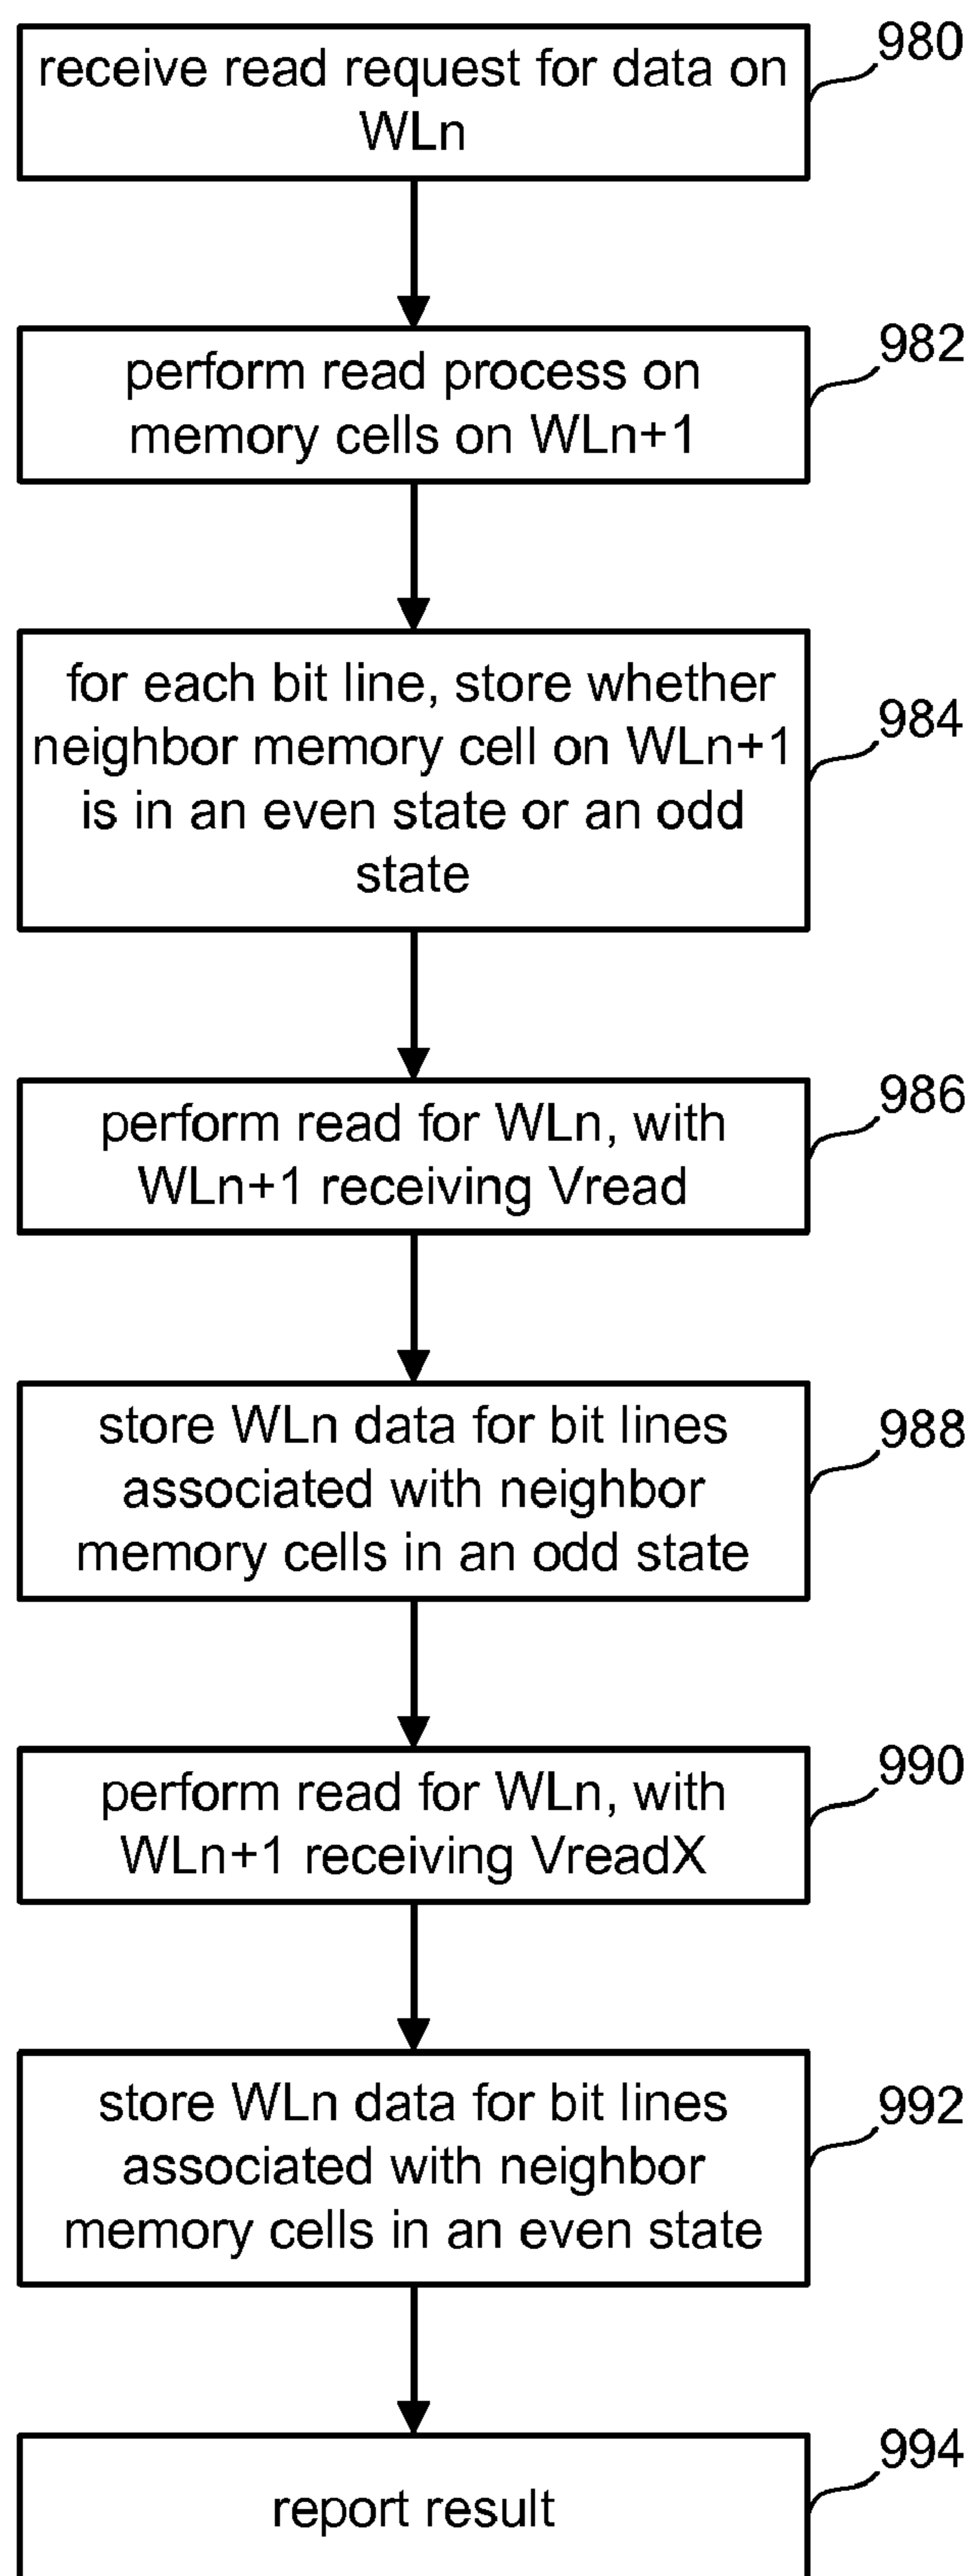 receive read request for data on
WLn
980
perform read process on
memory cells on WLn+1
982
for each bit line, store whether
neighbor memory cell on WLn+1
is in an even state or an odd
state
984
perform read for WLn, with
WLn+1 receiving Vread
986
store WLn data for bit lines
associated with neighbor
memory cells in an odd state
988
perform read for WLn, with
WLn+1 receiving VreadX
990
store WLn data for bit lines
associated with neighbor
memory cells in an even state
992
report result
994